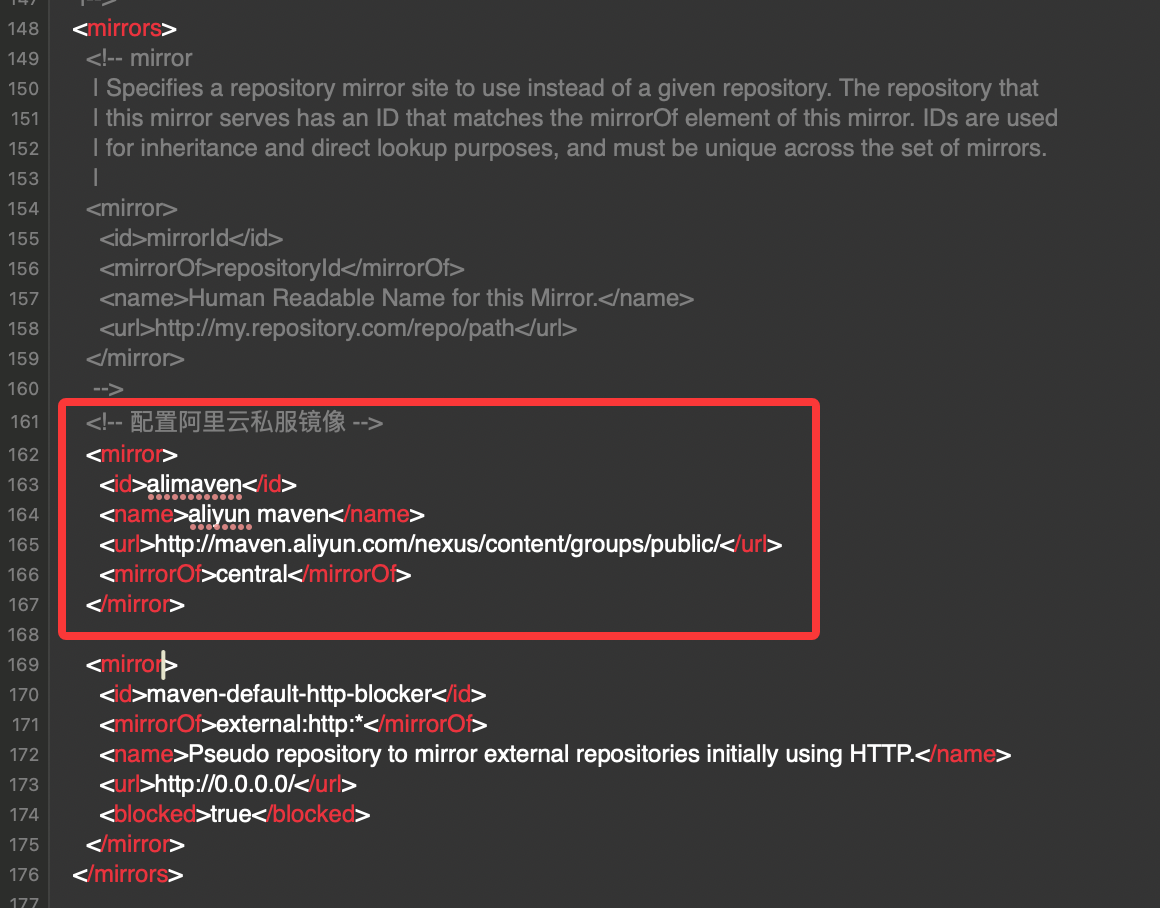 148 <mirrors>
149 <!-- mirror
150 | Specifies a repository mirror site to use instead of a given repository. The repository that
151 | this mirror serves has an ID that matches the mirrorOf element of this mirror. IDs are used
152 | for inheritance and direct lookup purposes, and must be unique across the set of mirrors.
153 |
154 <mirror>
155 <id>mirrorId</id>
156 <mirrorOf>repositoryId</mirrorOf>
157 <name>Human Readable Name for this Mirror.</name>
158 <url>http://my.repository.com/repo/path</url>
159 </mirror>
160 -->
161 <!-- 配置阿里云私服镜像 -->
162 <mirror>
163 <id>alimaven</id>
164 <name>aliyun maven</name>
165 <url>http://maven.aliyun.com/nexus/content/groups/public/</url>
166 <mirrorOf>central</mirrorOf>
167 </mirror>
168
169 <mirror>
170 <id>maven-default-http-blocker</id>
171 <mirrorOf>external:http:*</mirrorOf>
172 <name>Pseudo repository to mirror external repositories initially using HTTP.</name>
173 <url>http://0.0.0.0/</url>
174 <blocked>true</blocked>
175 </mirror>
176 </mirrors>
177